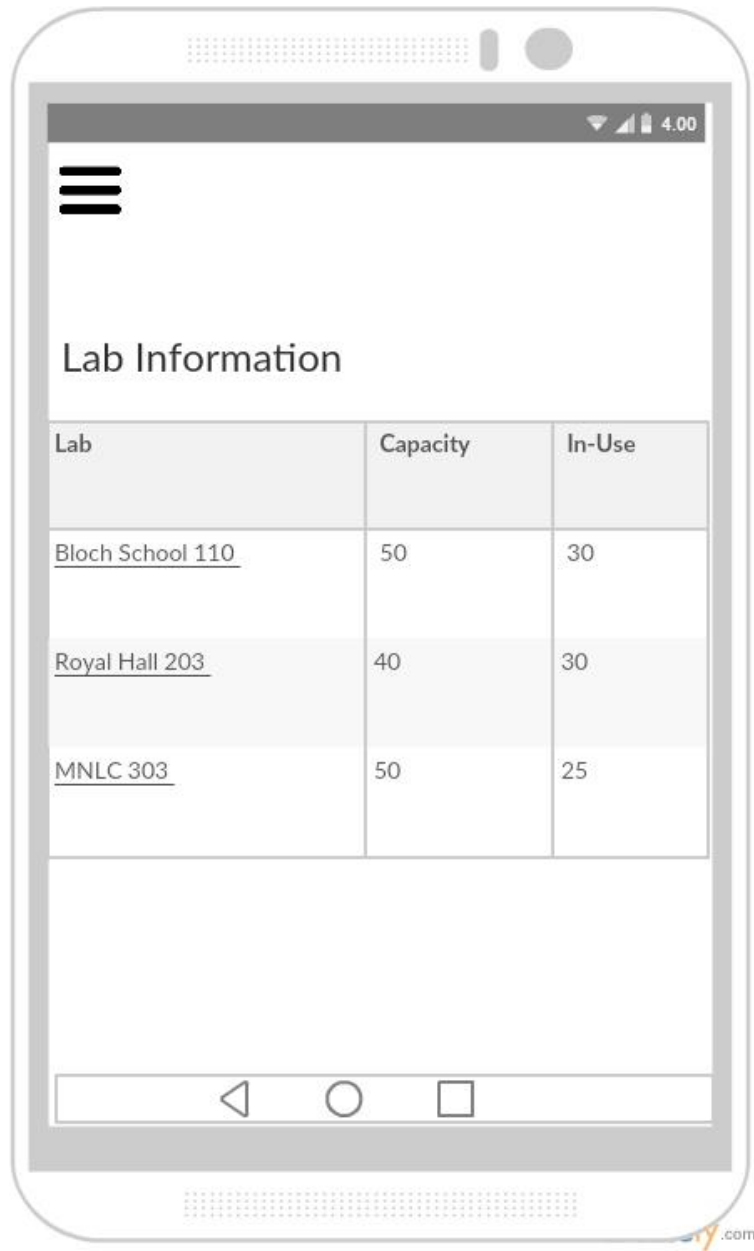 4.00
Lab Information
Lab Capacity In-Use
Bloch School 110 50 30
Royal Hall 203 40 30
MNLC 303 50 25
.com